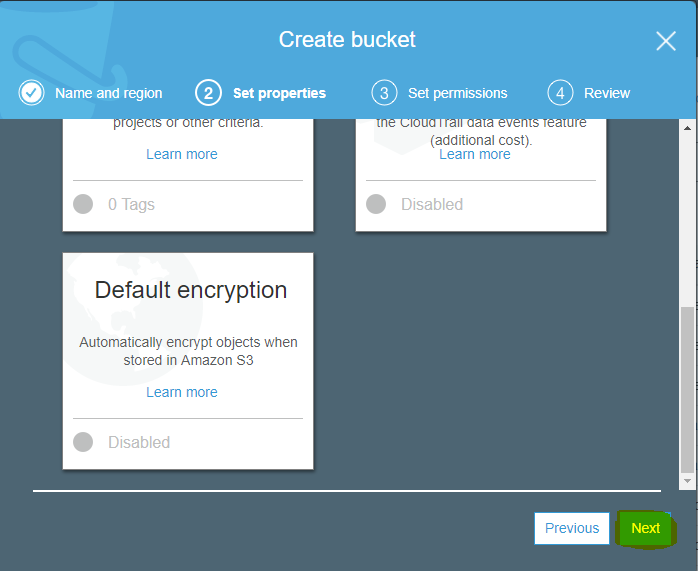 Create bucket
Name and region
2 Set properties
3 Set permissions
4 Review
projects or other criteria.
Learn more
0 Tags
the CloudTrail data events feature
(additional cost).
Learn more
Disabled
Default encryption
Automatically encrypt objects when
stored in Amazon S3
Learn more
Disabled
Previous
Next